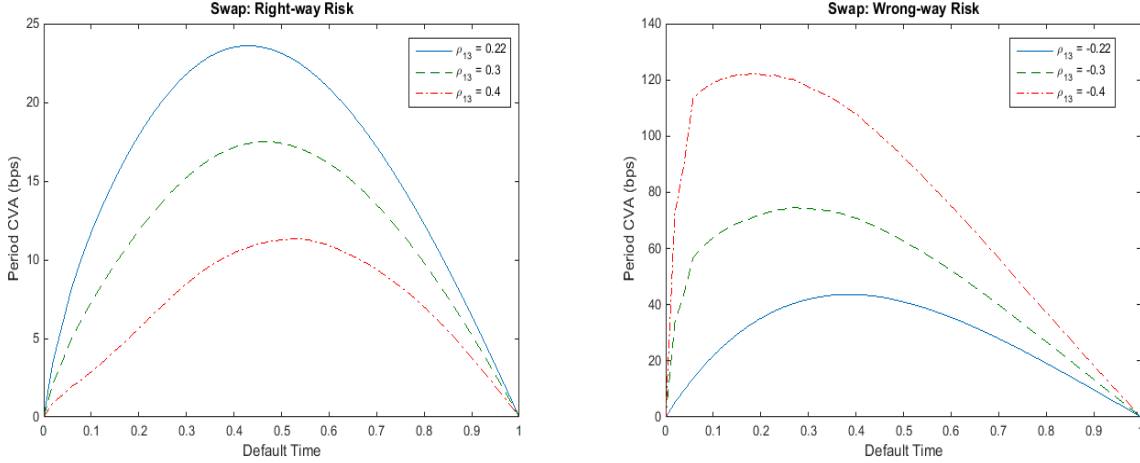 Swap: Right-way Risk
25
20
15
10
5
0
Period CVA (bps)
ρ13 = 0.22
ρ13 = 0.3
ρ13 = 0.4
0 0.1 0.2 0.3 0.4 0.5 0.6 0.7 0.8 0.9 1
Default Time
Swap: Wrong-way Risk
140
120
100
80
60
40
20
0
Period CVA (bps)
ρ13 = -0.22
ρ13 = -0.3
ρ13 = -0.4
0 0.1 0.2 0.3 0.4 0.5 0.6 0.7 0.8 0.9 1
Default Time